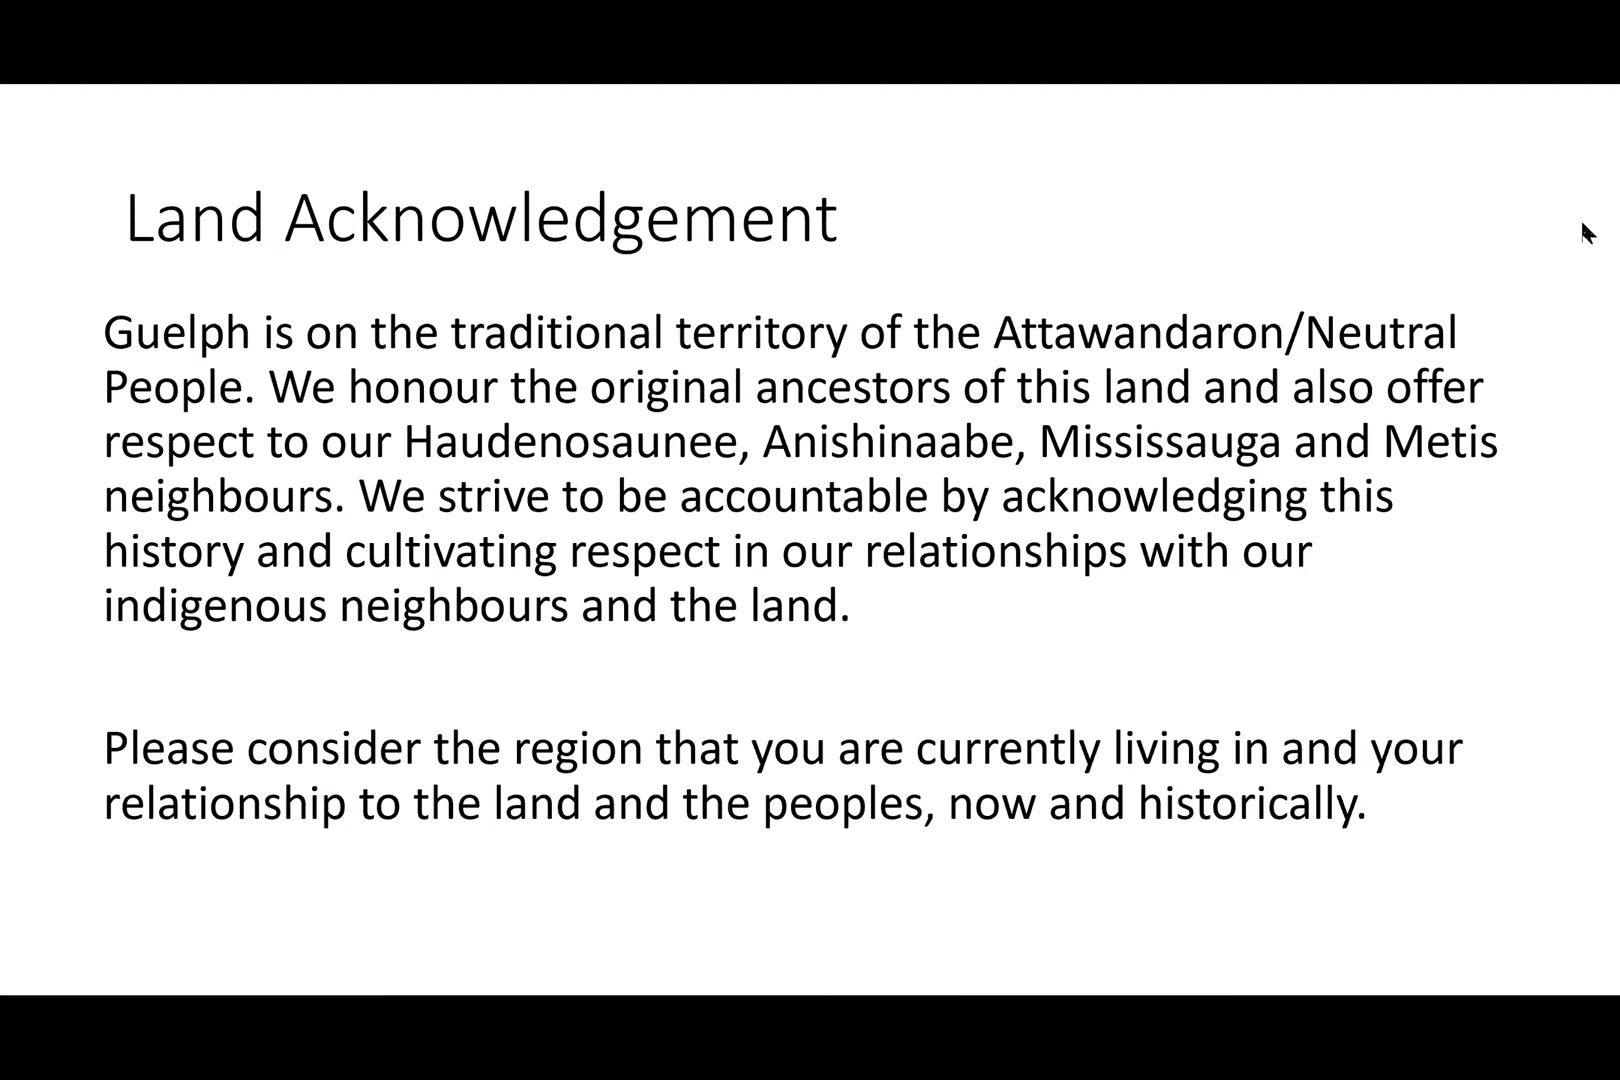 Land Acknowledgement
Guelph is on the traditional territory of the Attawandaron/Neutral
People. We honour the original ancestors of this land and also offer
respect to our Haudenosaunee, Anishinaabe, Mississauga and Metis
neighbours. We strive to be accountable by acknowledging this
history and cultivating respect in our relationships with our
indigenous neighbours and the land.
Please consider the region that you are currently living in and your
relationship to the land and the peoples, now and historically.